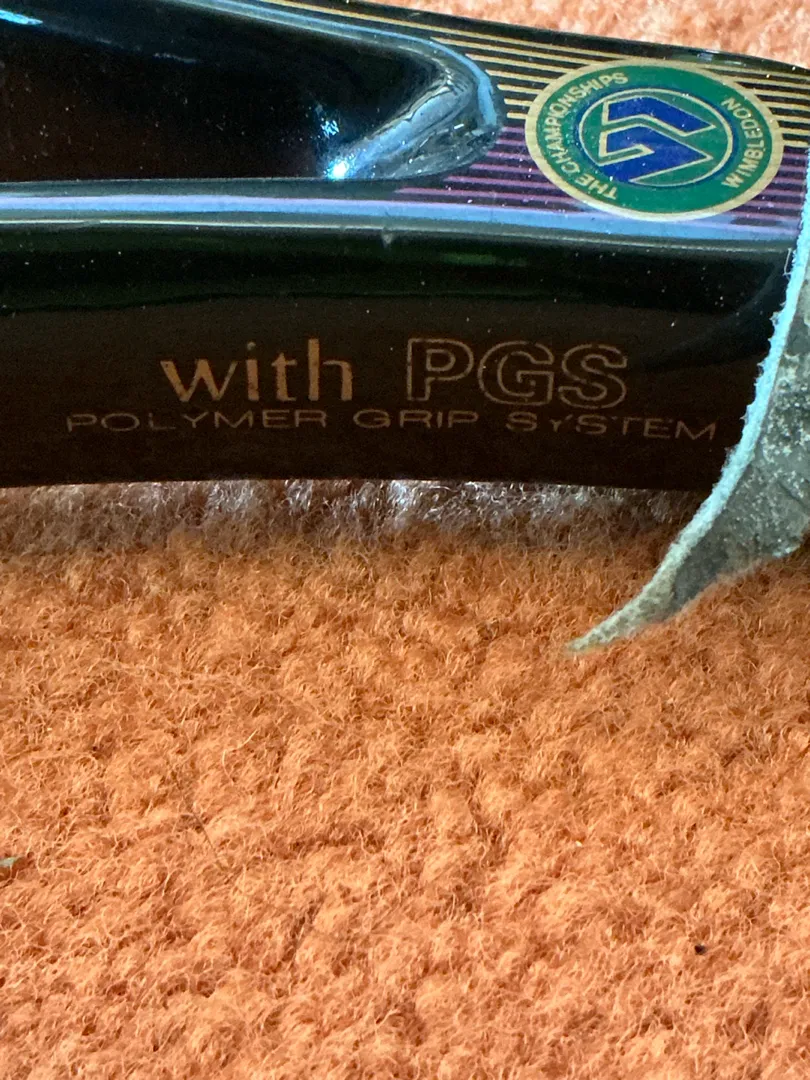 THE CHAMPIONSHIPS
WIMBLEDON
with PGS
POLYMER GRIP SYSTEM